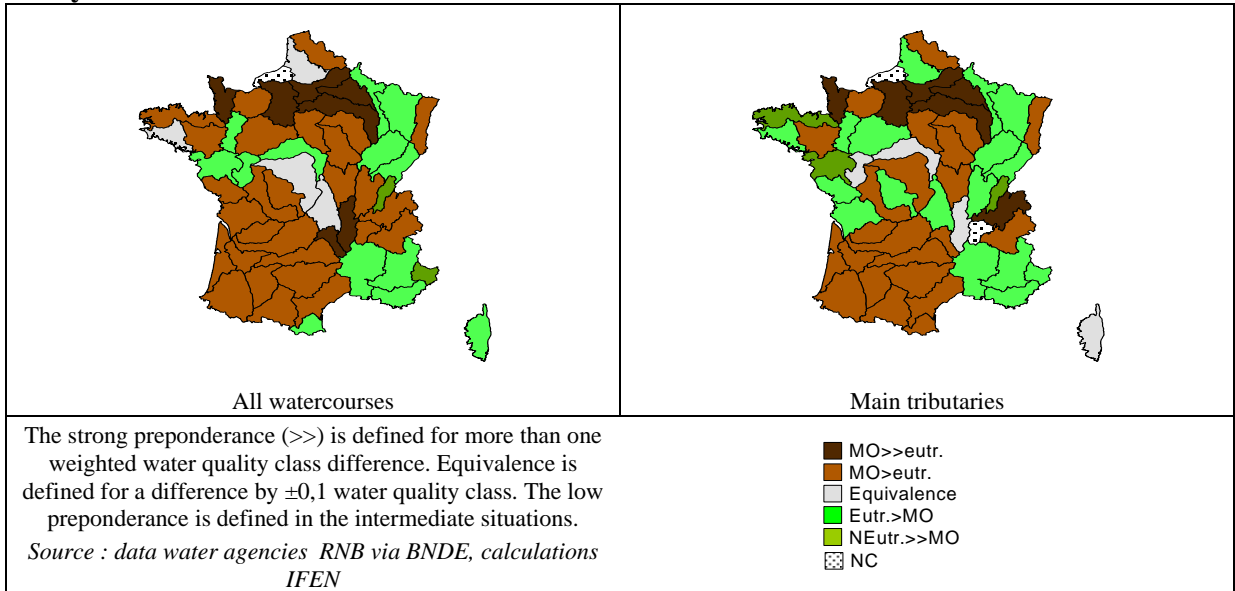 All watercourses
Main tributaries
The strong preponderance (>>) is defined for more than one
weighted water quality class difference. Equivalence is
defined for a difference by ±0,1 water quality class. The low
preponderance is defined in the intermediate situations.
Source : data water agencies RNB via BNDE, calculations
IFEN
MO>>eutr.
MO>eutr.
Equivalence
Eutr.>MO
NEutr.>>MO
NC